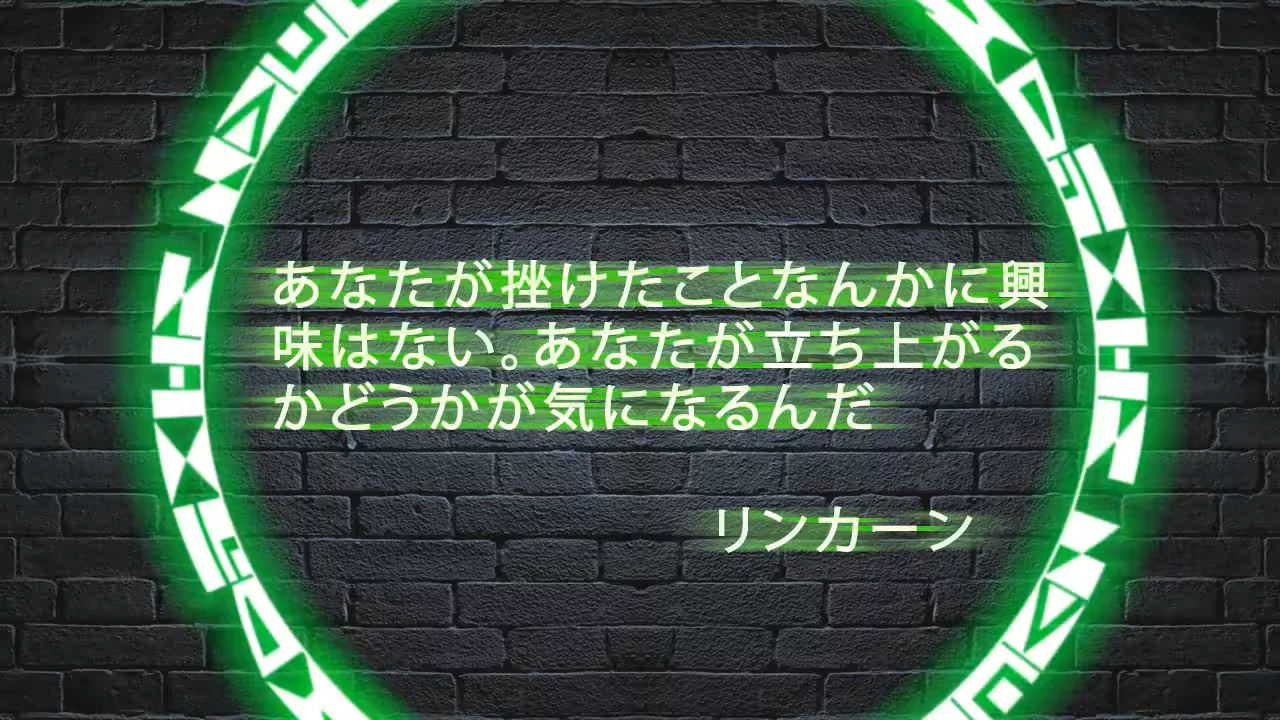 あなたが挫けたことなんかに興
味はない。あなたが立ち上がる
かどうかが気になるんだ
リンカーン